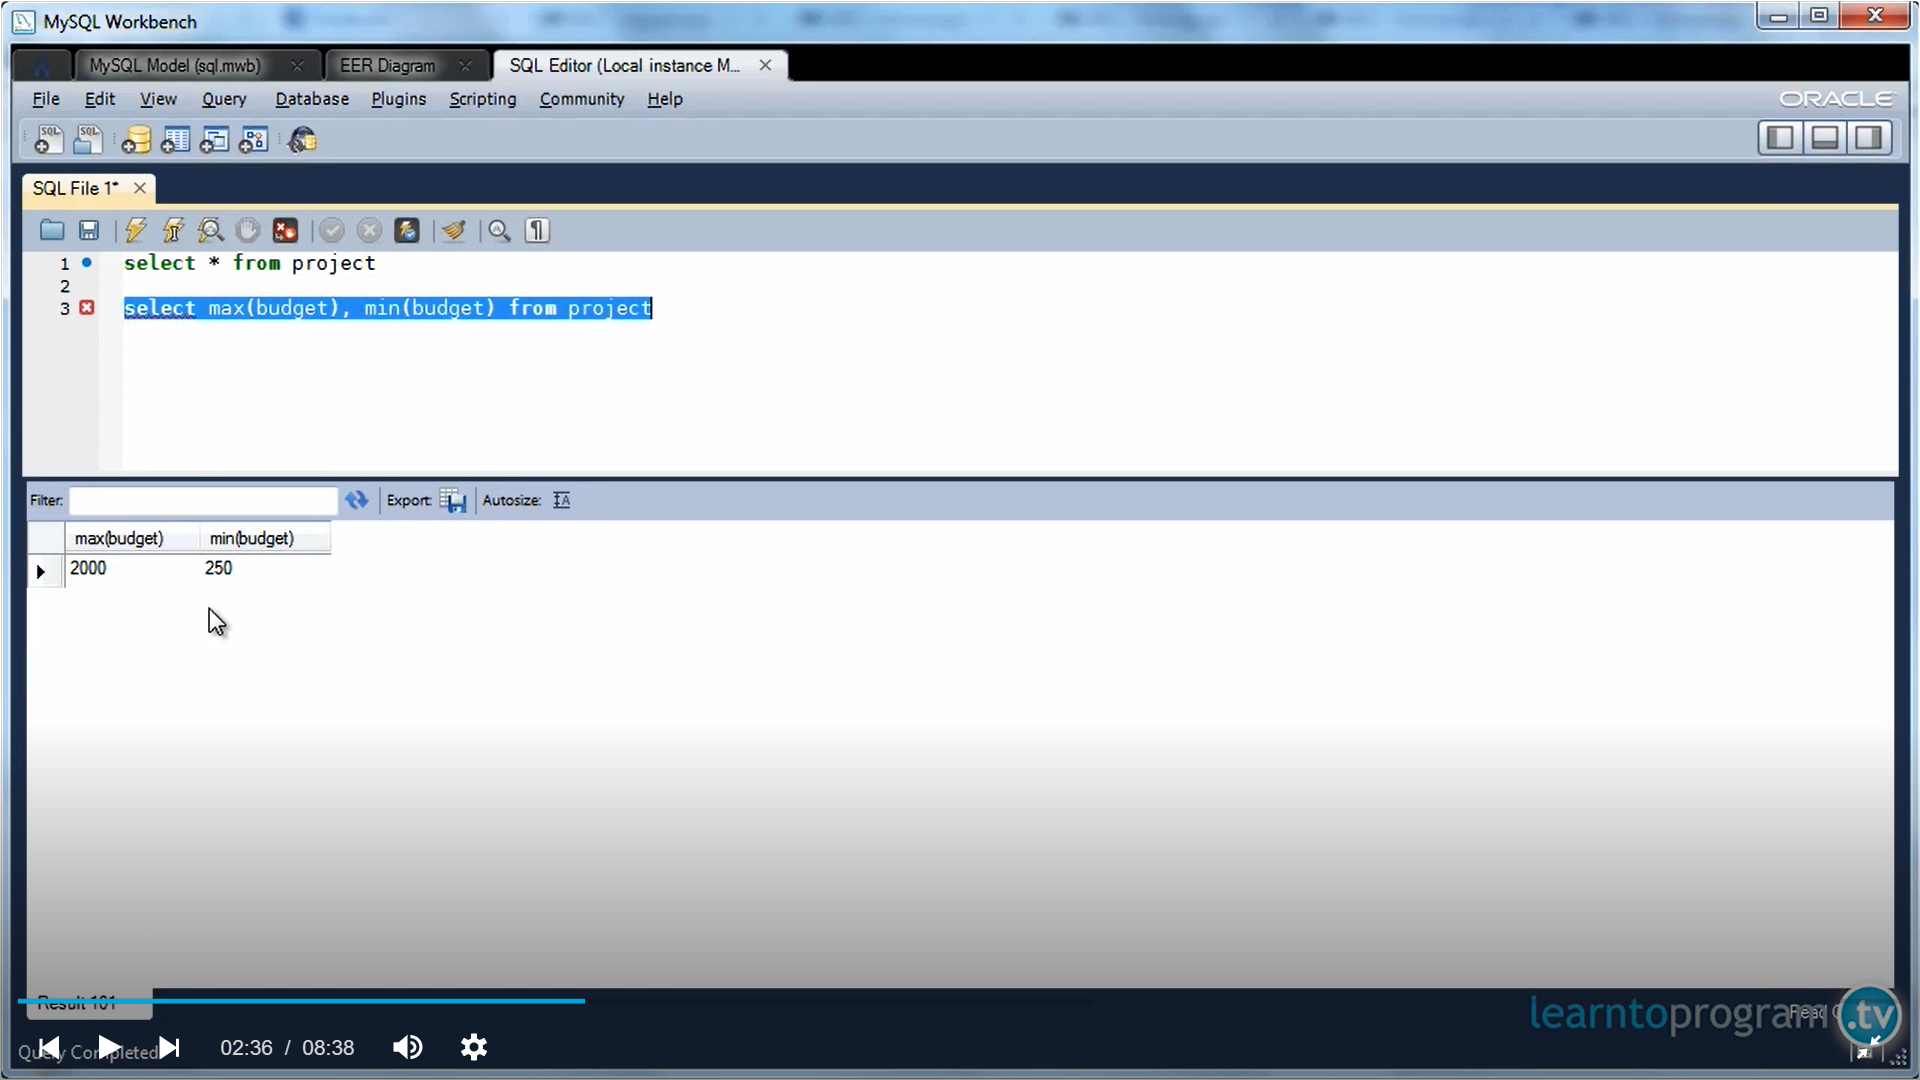 MySQL Workbench
MySQL Model (sql.mwb) EER Diagram SQL Editor (Local instance M...
File Edit View Query Database Plugins Scripting Community Help ORACLE
SQL SQL
SQL File 1*
1 select * from project
2
3 select max(budget), min(budget) from project
Filter: Export: Autosize:
max(budget) min(budget)
2000 250
Result 101
learntoprogram.tv
Query Completed
02:36 / 08:38